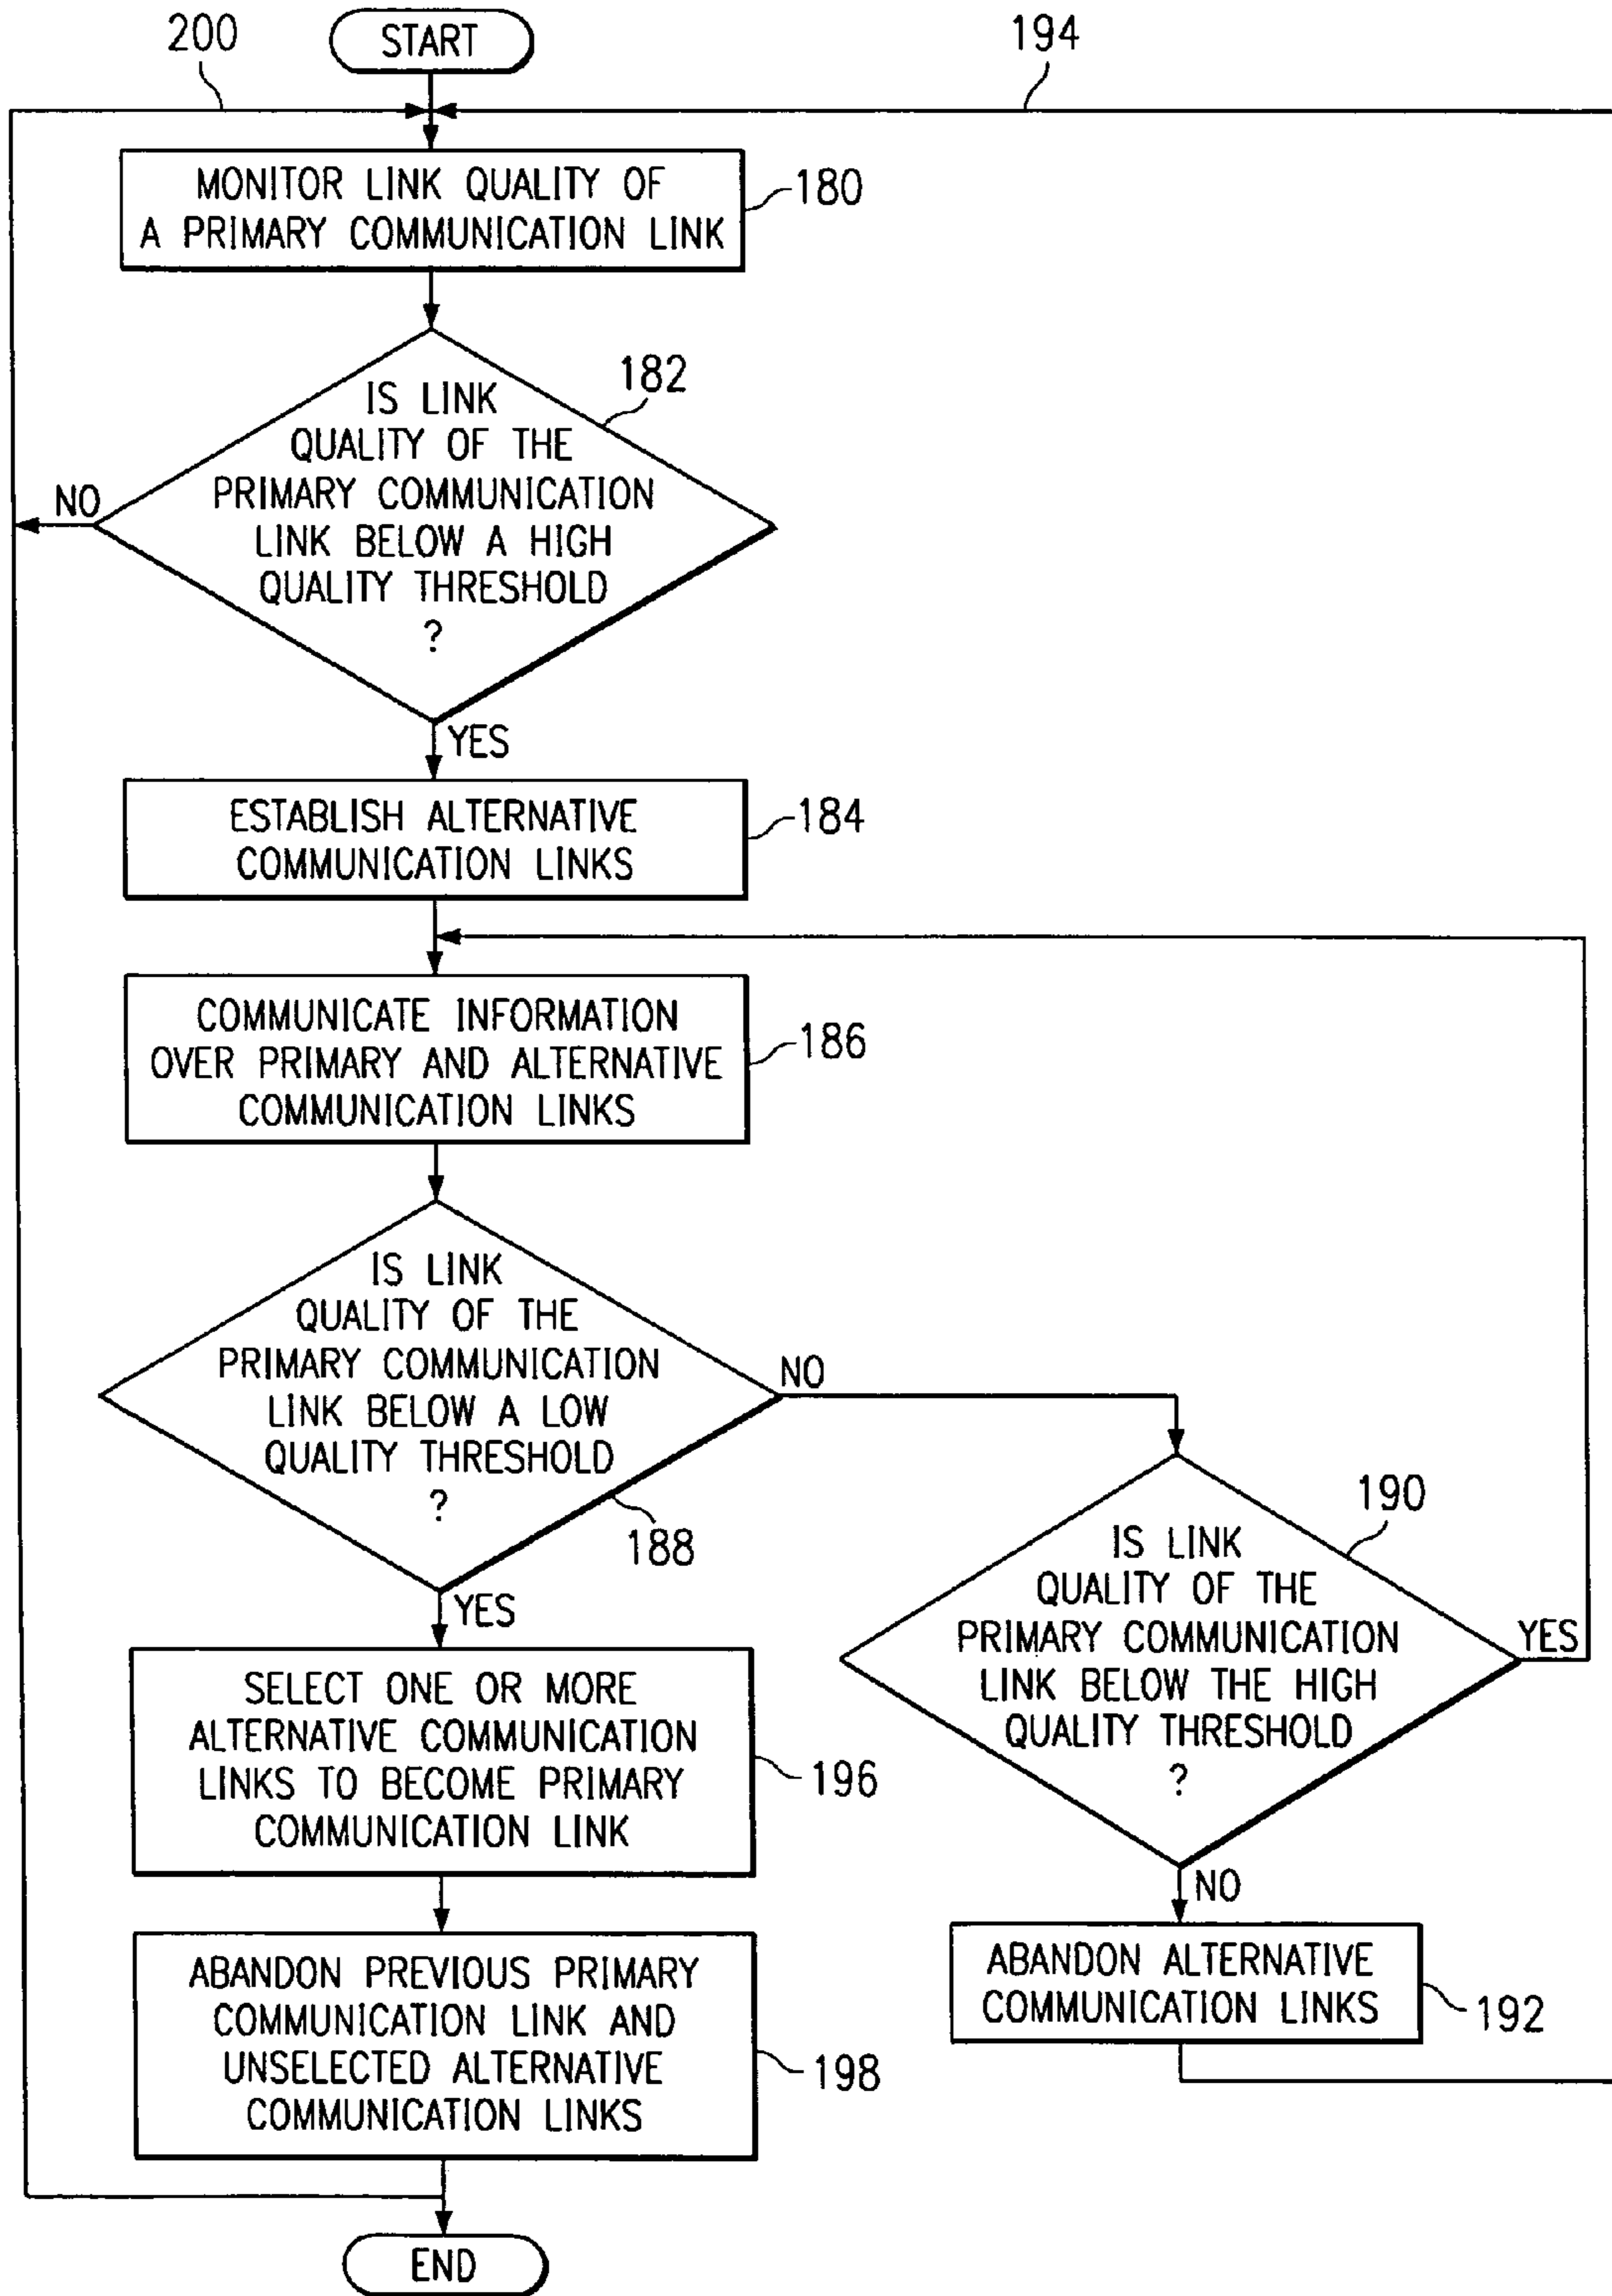 200
START
194
MONITOR LINK QUALITY OF
A PRIMARY COMMUNICATION LINK
180
182
IS LINK
QUALITY OF THE
PRIMARY COMMUNICATION
LINK BELOW A HIGH
QUALITY THRESHOLD
?
NO
YES
ESTABLISH ALTERNATIVE
COMMUNICATION LINKS
184
COMMUNICATE INFORMATION
OVER PRIMARY AND ALTERNATIVE
COMMUNICATION LINKS
186
IS LINK
QUALITY OF THE
PRIMARY COMMUNICATION
LINK BELOW A LOW
QUALITY THRESHOLD
?
NO
188
YES
190
IS LINK
QUALITY OF THE
PRIMARY COMMUNICATION
LINK BELOW THE HIGH
QUALITY THRESHOLD
?
YES
NO
SELECT ONE OR MORE
ALTERNATIVE COMMUNICATION
LINKS TO BECOME PRIMARY
COMMUNICATION LINK
196
ABANDON ALTERNATIVE
COMMUNICATION LINKS
192
ABANDON PREVIOUS PRIMARY
COMMUNICATION LINK AND
UNSELECTED ALTERNATIVE
COMMUNICATION LINKS
198
END